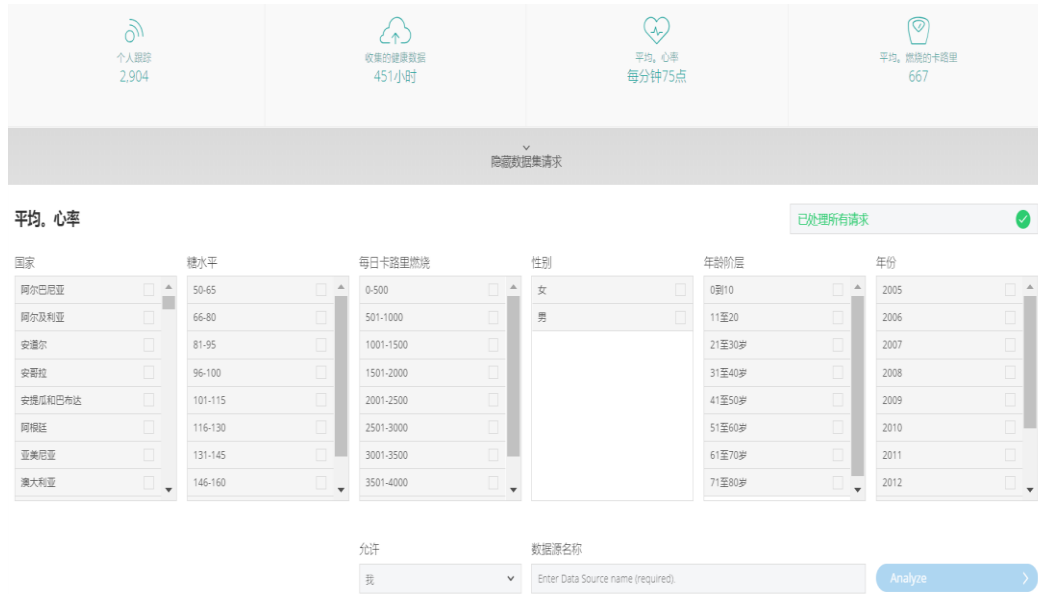 个人跟踪
2,904
收集的健康数据
451小时
平均。心率
每分钟75点
平均。燃烧的卡路里
667
隐藏数据集请求
平均。心率
已处理所有请求
国家
阿尔巴尼亚
阿尔及利亚
安道尔
安哥拉
安提瓜和巴布达
阿根廷
亚美尼亚
澳大利亚
糖水平
50-65
66-80
81-95
96-100
101-115
116-130
131-145
146-160
每日卡路里燃烧
0-500
501-1000
1001-1500
1501-2000
2001-2500
2501-3000
3001-3500
3501-4000
性别
女
男
年龄阶层
0到10
11至20
21至30岁
31至40岁
41至50岁
51至60岁
61至70岁
71至80岁
年份
2005
2006
2007
2008
2009
2010
2011
2012
允许
我
数据源名称
Enter Data Source name (required).
Analyze